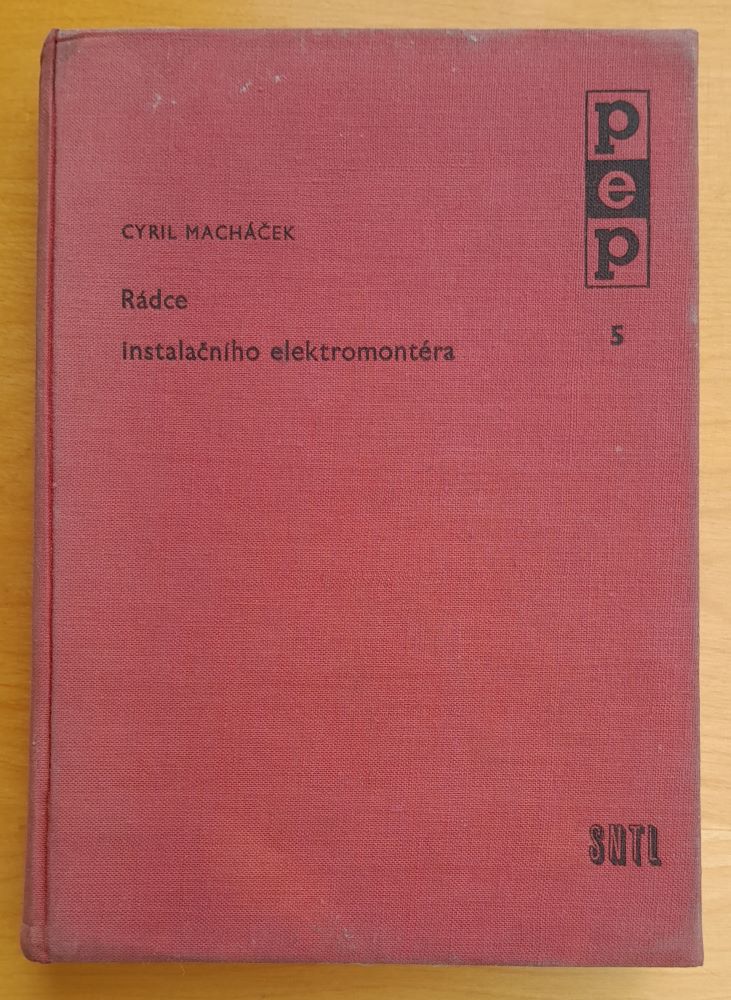 CYRIL MACHÁČEK
Rádce
instalačního elektromontéra
p
e
p
5
SNTL